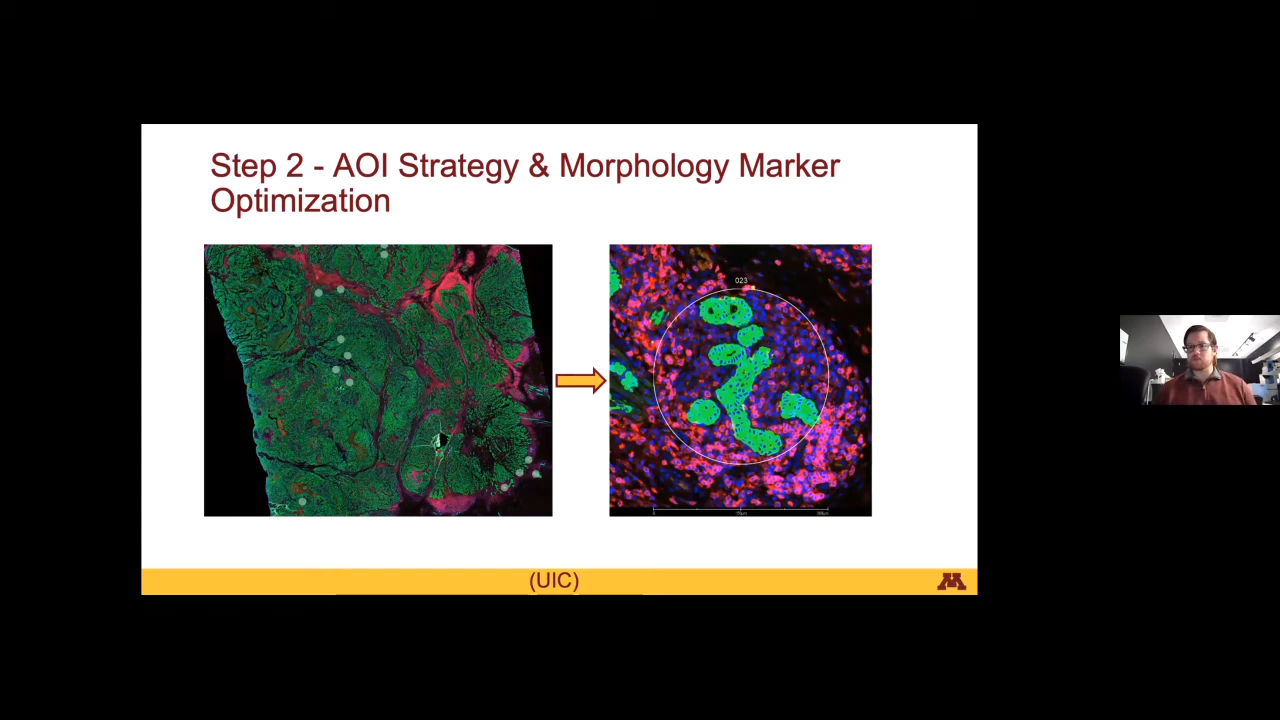 Step 2 - AOI Strategy & Morphology Marker
Optimization
023
(UIC)
M